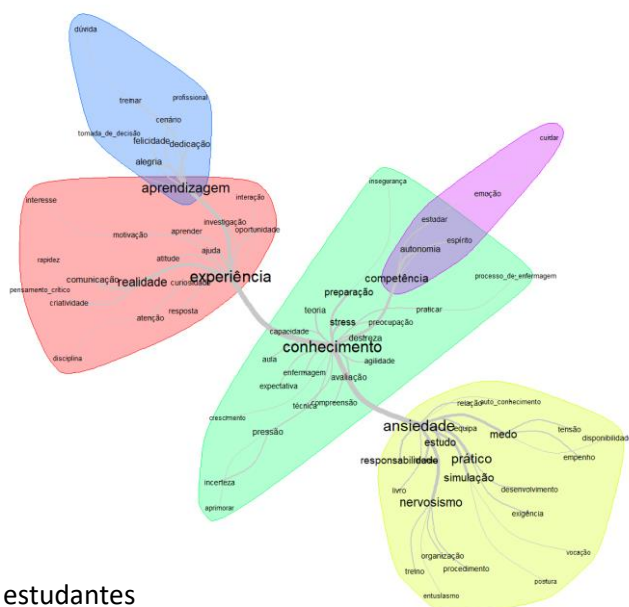 dúvida
tremar
profissional
cenário
tomada_de_decisão
felicidade
dedicação
alegria
aprendizagem
interesse
interação
investigação
oportunidade
motivação
aprender
rapidez
ajuda
atitude
experiência
comunicação
realidade
curiosidade
pensamento_crítico
criatividade
resposta
atenção
disciplina
cuidar
insegurança
emoção
estudar
espírito
autonomia
competência
processo_de_enfermagem
preparação
teoria
praticar
stress
preocupação
capacidade
destreza
conhecimento
aula
agilidade
enfermagem
avaliação
expectativa
compreensão
técnica
crescimento
pressão
incerteza
aprimorar
relação
auto_conhecimento
ansiedade
equipa
medo
tensão
estudo
disponibilidade
empenho
responsabilidade
prático
simulação
livro
desenvolvimento
nervosismo
exigência
organização
vocação
treino
procedimento
postura
entusiasmo
estudantes